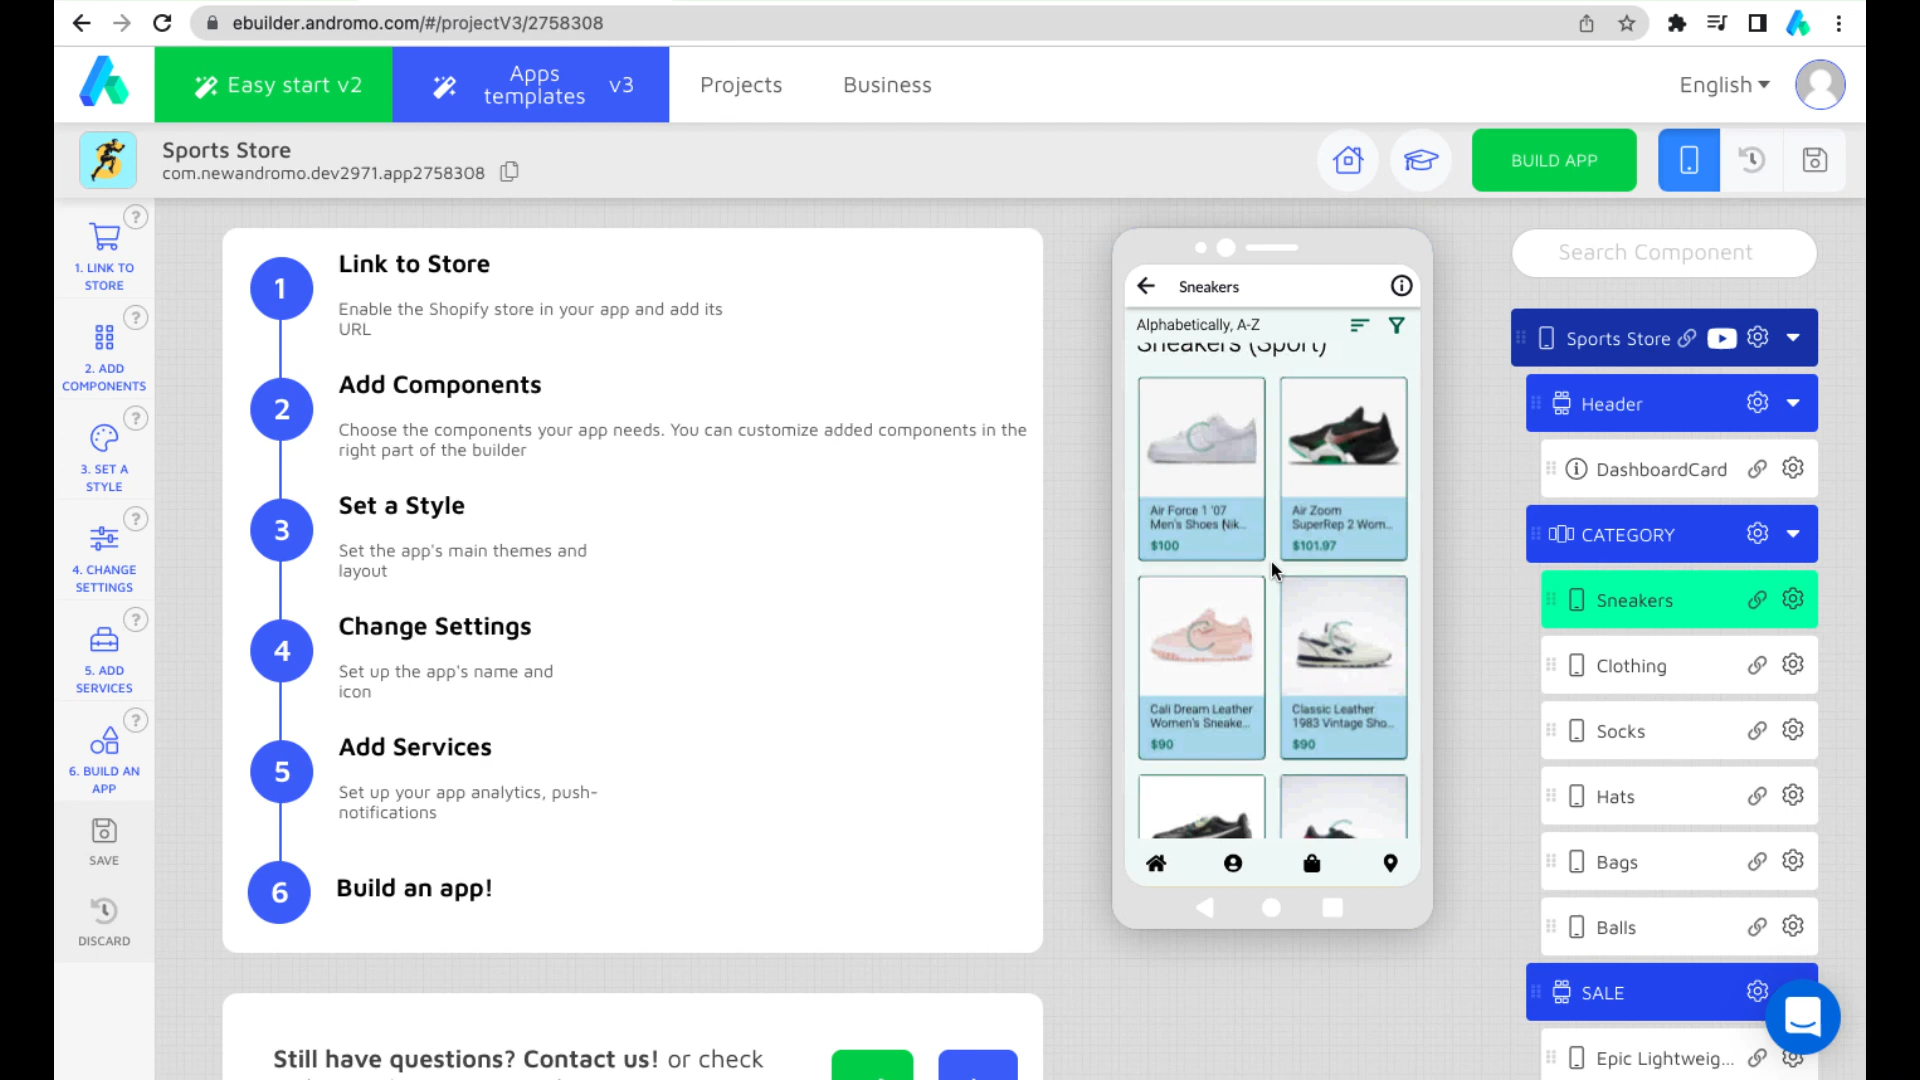 ebuilder.andromo.com/#/projectV3/2758308
Easy start v2
Apps
templates
v3
Projects
Business
English
Sports Store
com.newandromo.dev2971.app2758308
BUILD APP
?
1. LINK TO
STORE
?
2. ADD
COMPONENTS
?
3. SET A
STYLE
?
4. CHANGE
SETTINGS
?
5. ADD
SERVICES
?
6. BUILD AN
APP
SAVE
DISCARD
1
Link to Store
Enable the Shopify store in your app and add its
URL
2
Add Components
Choose the components your app needs. You can customize added components in the
right part of the builder
3
Set a Style
Set the app's main themes and
layout
4
Change Settings
Set up the app's name and
icon
5
Add Services
Set up your app analytics, push-
notifications
6
Build an app!
Still have questions? Contact us! or check
Sneakers
Alphabetically, A-Z
Sneakers (Sport)
Air Force 1 '07
Men's Shoes (Nik...
$100
Air Zoom
SuperRep 2 Wom...
$101.97
Cali Dream Leather
Women's Sneake...
$90
Classic Leather
1983 Vintage Sho...
$90
Search Component
Sports Store
Header
DashboardCard
CATEGORY
Sneakers
Clothing
Socks
Hats
Bags
Balls
SALE
Epic Lightweig...